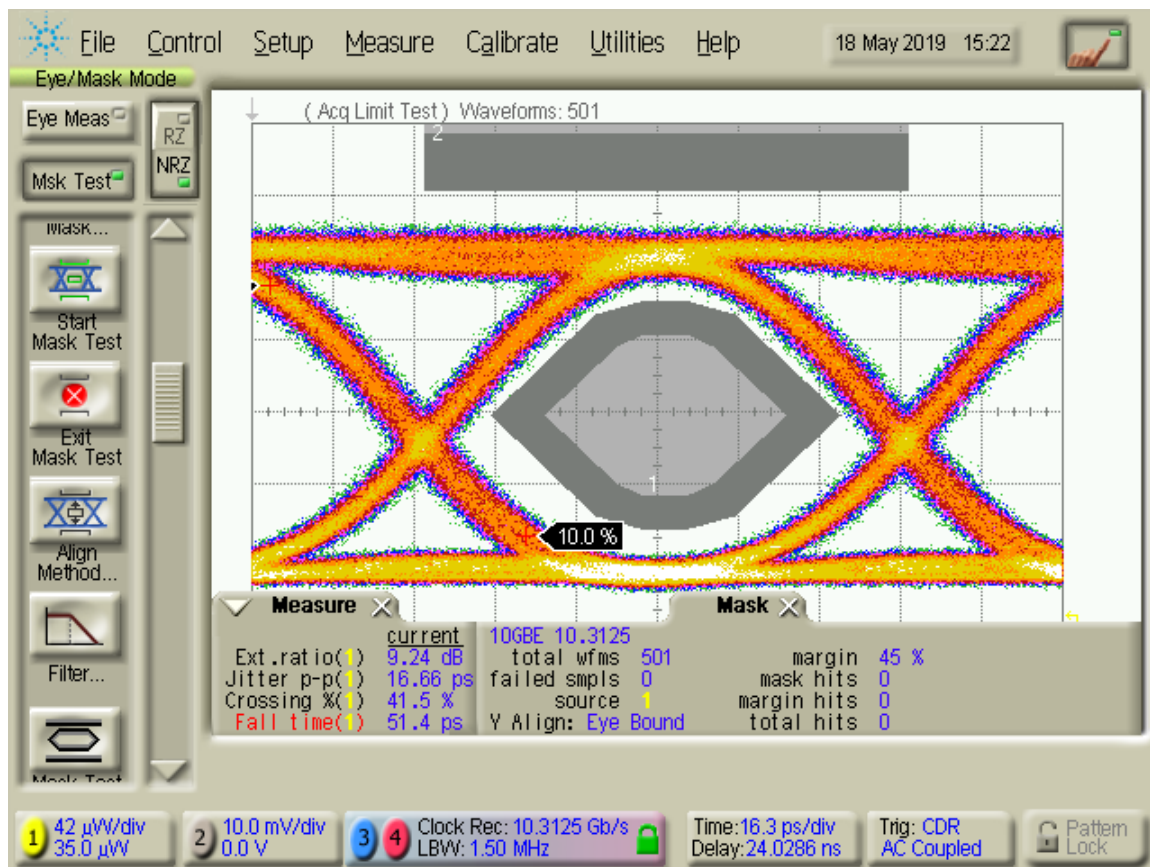 File Control Setup Measure Calibrate Utilities Help 18 May 2019 15:22
Eye/Mask Mode
Eye Meas
RZ
NRZ
Msk Test
( Acq Limit Test ) Waveforms: 501
2
Start
Mask Test
Exit
Mask Test
Align
Method...
Filter...
1
10.0 %
Measure
current
Ext.ratio(1) 9.24 dB
Jitter p-p(1) 16.66 ps
Crossing %(1) 41.5 %
Fall time(1) 51.4 ps
Mask
10GBE 10.3125
total wfms 501 margin 45 %
failed smpls 0 mask hits 0
source 1 margin hits 0
Y Align: Eye Bound total hits 0
1 42 µW/div
35.0 µW
2 10.0 mV/div
0.0 V
3 4 Clock Rec: 10.3125 Gb/s
LBW: 1.50 MHz
Time:16.3 ps/div
Delay:24.0286 ns
Trig: CDR
AC Coupled
Pattern
Lock